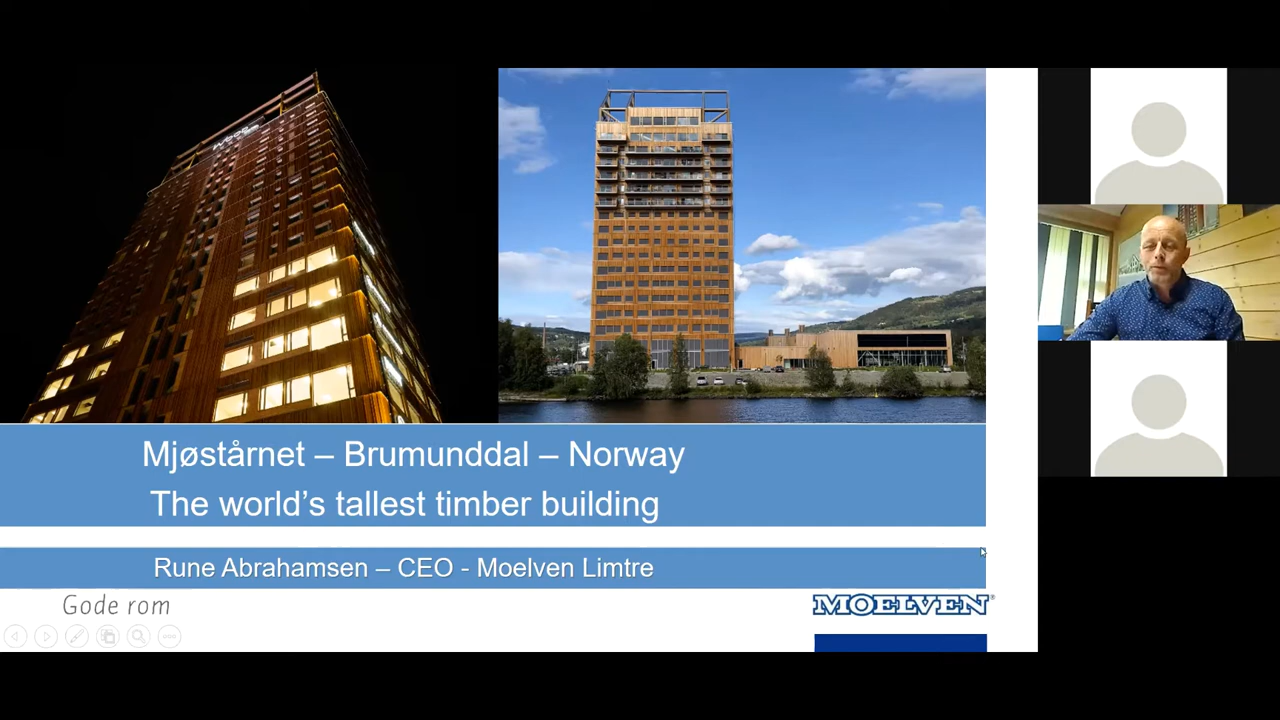 Mjøstårnet – Brumunddal – Norway
The world's tallest timber building
Rune Abrahamsen – CEO - Moelven Limtre
Gode rom
MOELVEN®